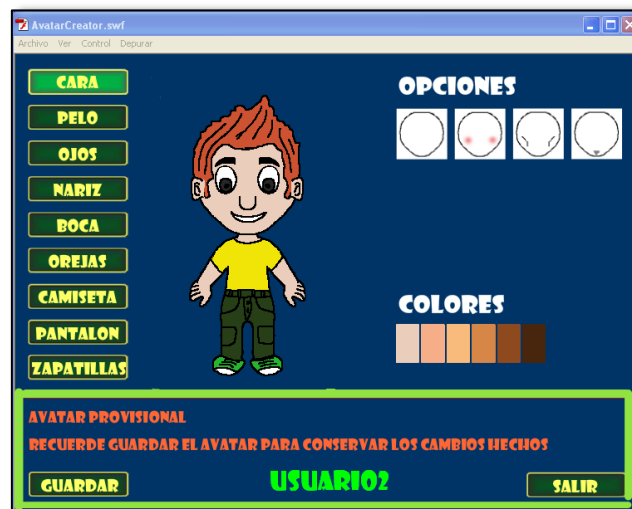 AvatarCreator.swf
Archivo Ver Control Depurar
CARA
PELO
OJOS
NARIZ
BOCA
OREJAS
CAMISETA
PANTALON
ZAPATILLAS
OPCIONES
COLORES
AVATAR PROVISIONAL
RECUERDE GUARDAR EL AVATAR PARA CONSERVAR LOS CAMBIOS HECHOS
GUARDAR
USUARIO2
SALIR